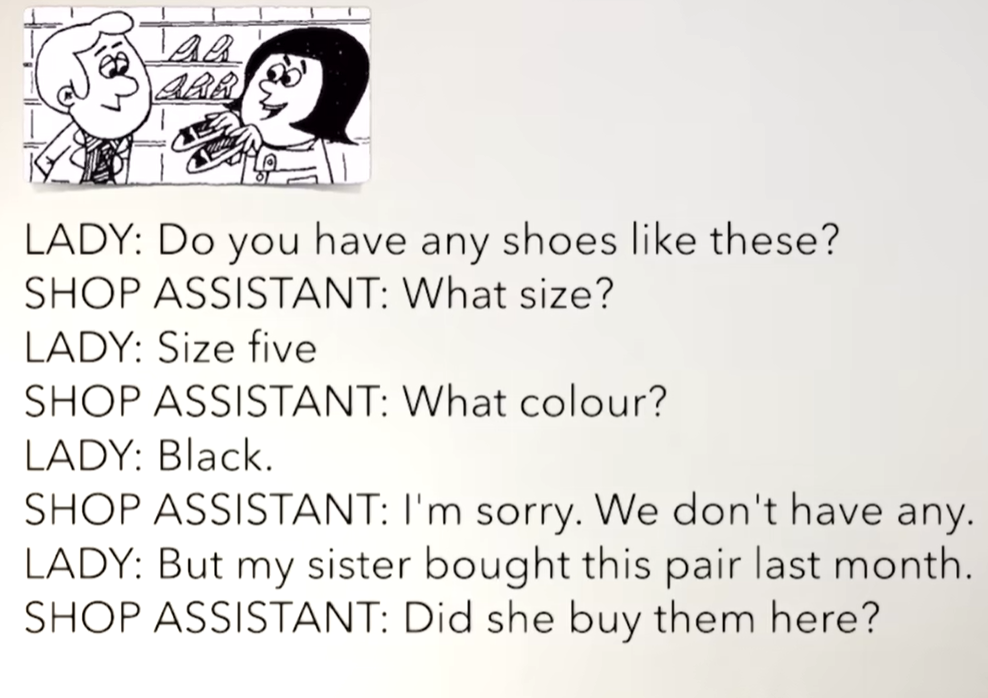 LADY: Do you have any shoes like these?
SHOP ASSISTANT: What size?
LADY: Size five
SHOP ASSISTANT: What colour?
LADY: Black.
SHOP ASSISTANT: I'm sorry. We don't have any.
LADY: But my sister bought this pair last month.
SHOP ASSISTANT: Did she buy them here?